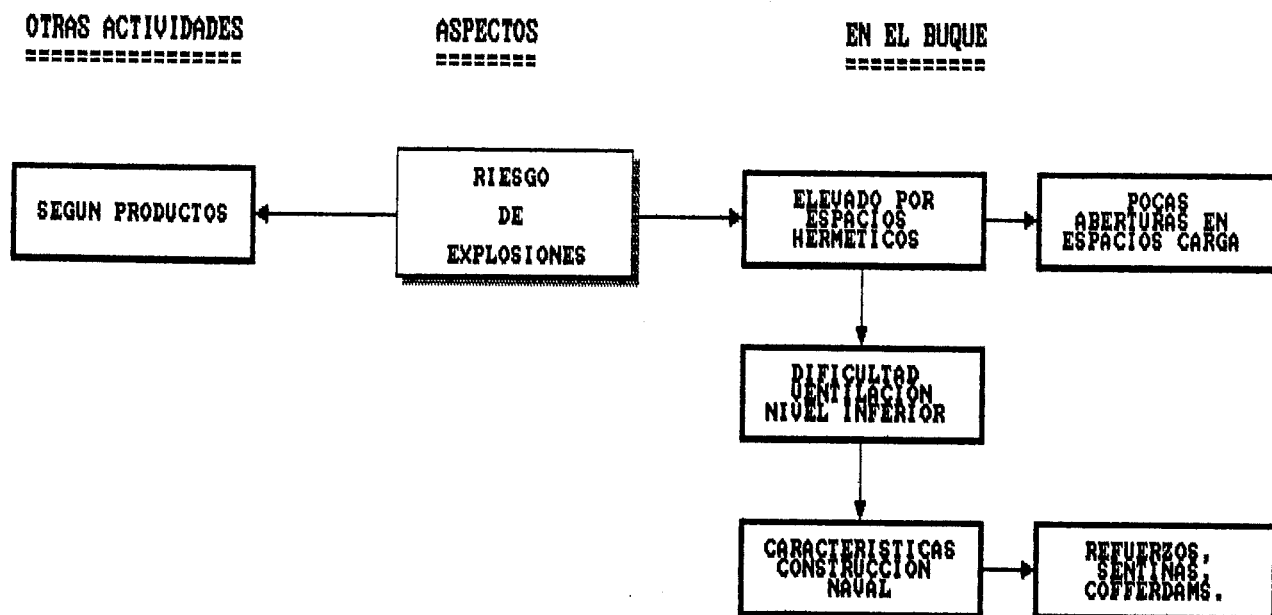 OTRAS ACTIVIDADES
ASPECTOS
EN EL BUQUE
SEGUN PRODUCTOS
RIESGO
DE
EXPLOSIONES
ELEVADO POR
ESPACIOS
HERMETICOS
POCAS
ABERTURAS EN
ESPACIOS CARGA
DIFICULTAD
VENTILACION
NIVEL INFERIOR
CARACTERISTICAS
CONSTRUCCION
NAVAL
REFUERZOS,
SENTINAS,
COFFERDAMS.